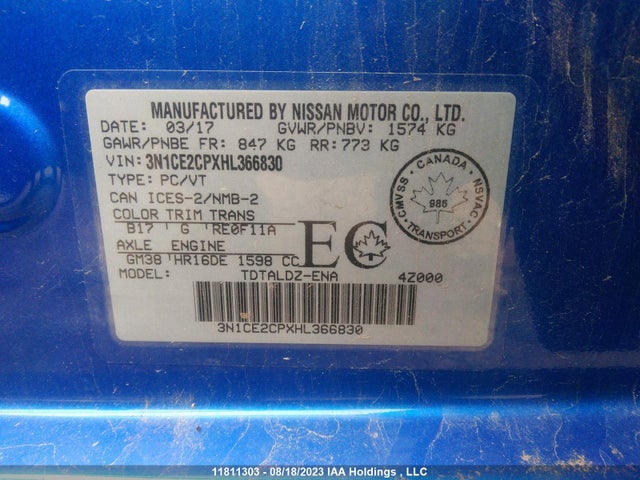 MANUFACTURED BY NISSAN MOTOR CO., LTD.
DATE: 03/17 GVWR/PNBV: 1574 KG
GAWR/PNBE FR: 847 KG RR: 773 KG
VIN: 3N1CE2CPXHL366830
TYPE: PC/VT
CAN ICES-2/NMB-2
COLOR TRIM TRANS
B17 G RE0F11A
AXLE ENGINE
GM38 HR16DE 1598 CC
MODEL: TDTALDZ-ENA 4Z000
EC
CANADA
CMVSS 986 NSVAC
TRANSPORT
3N1CE2CPXHL366830
11811303 - 08/18/2023 IAA Holdings , LLC